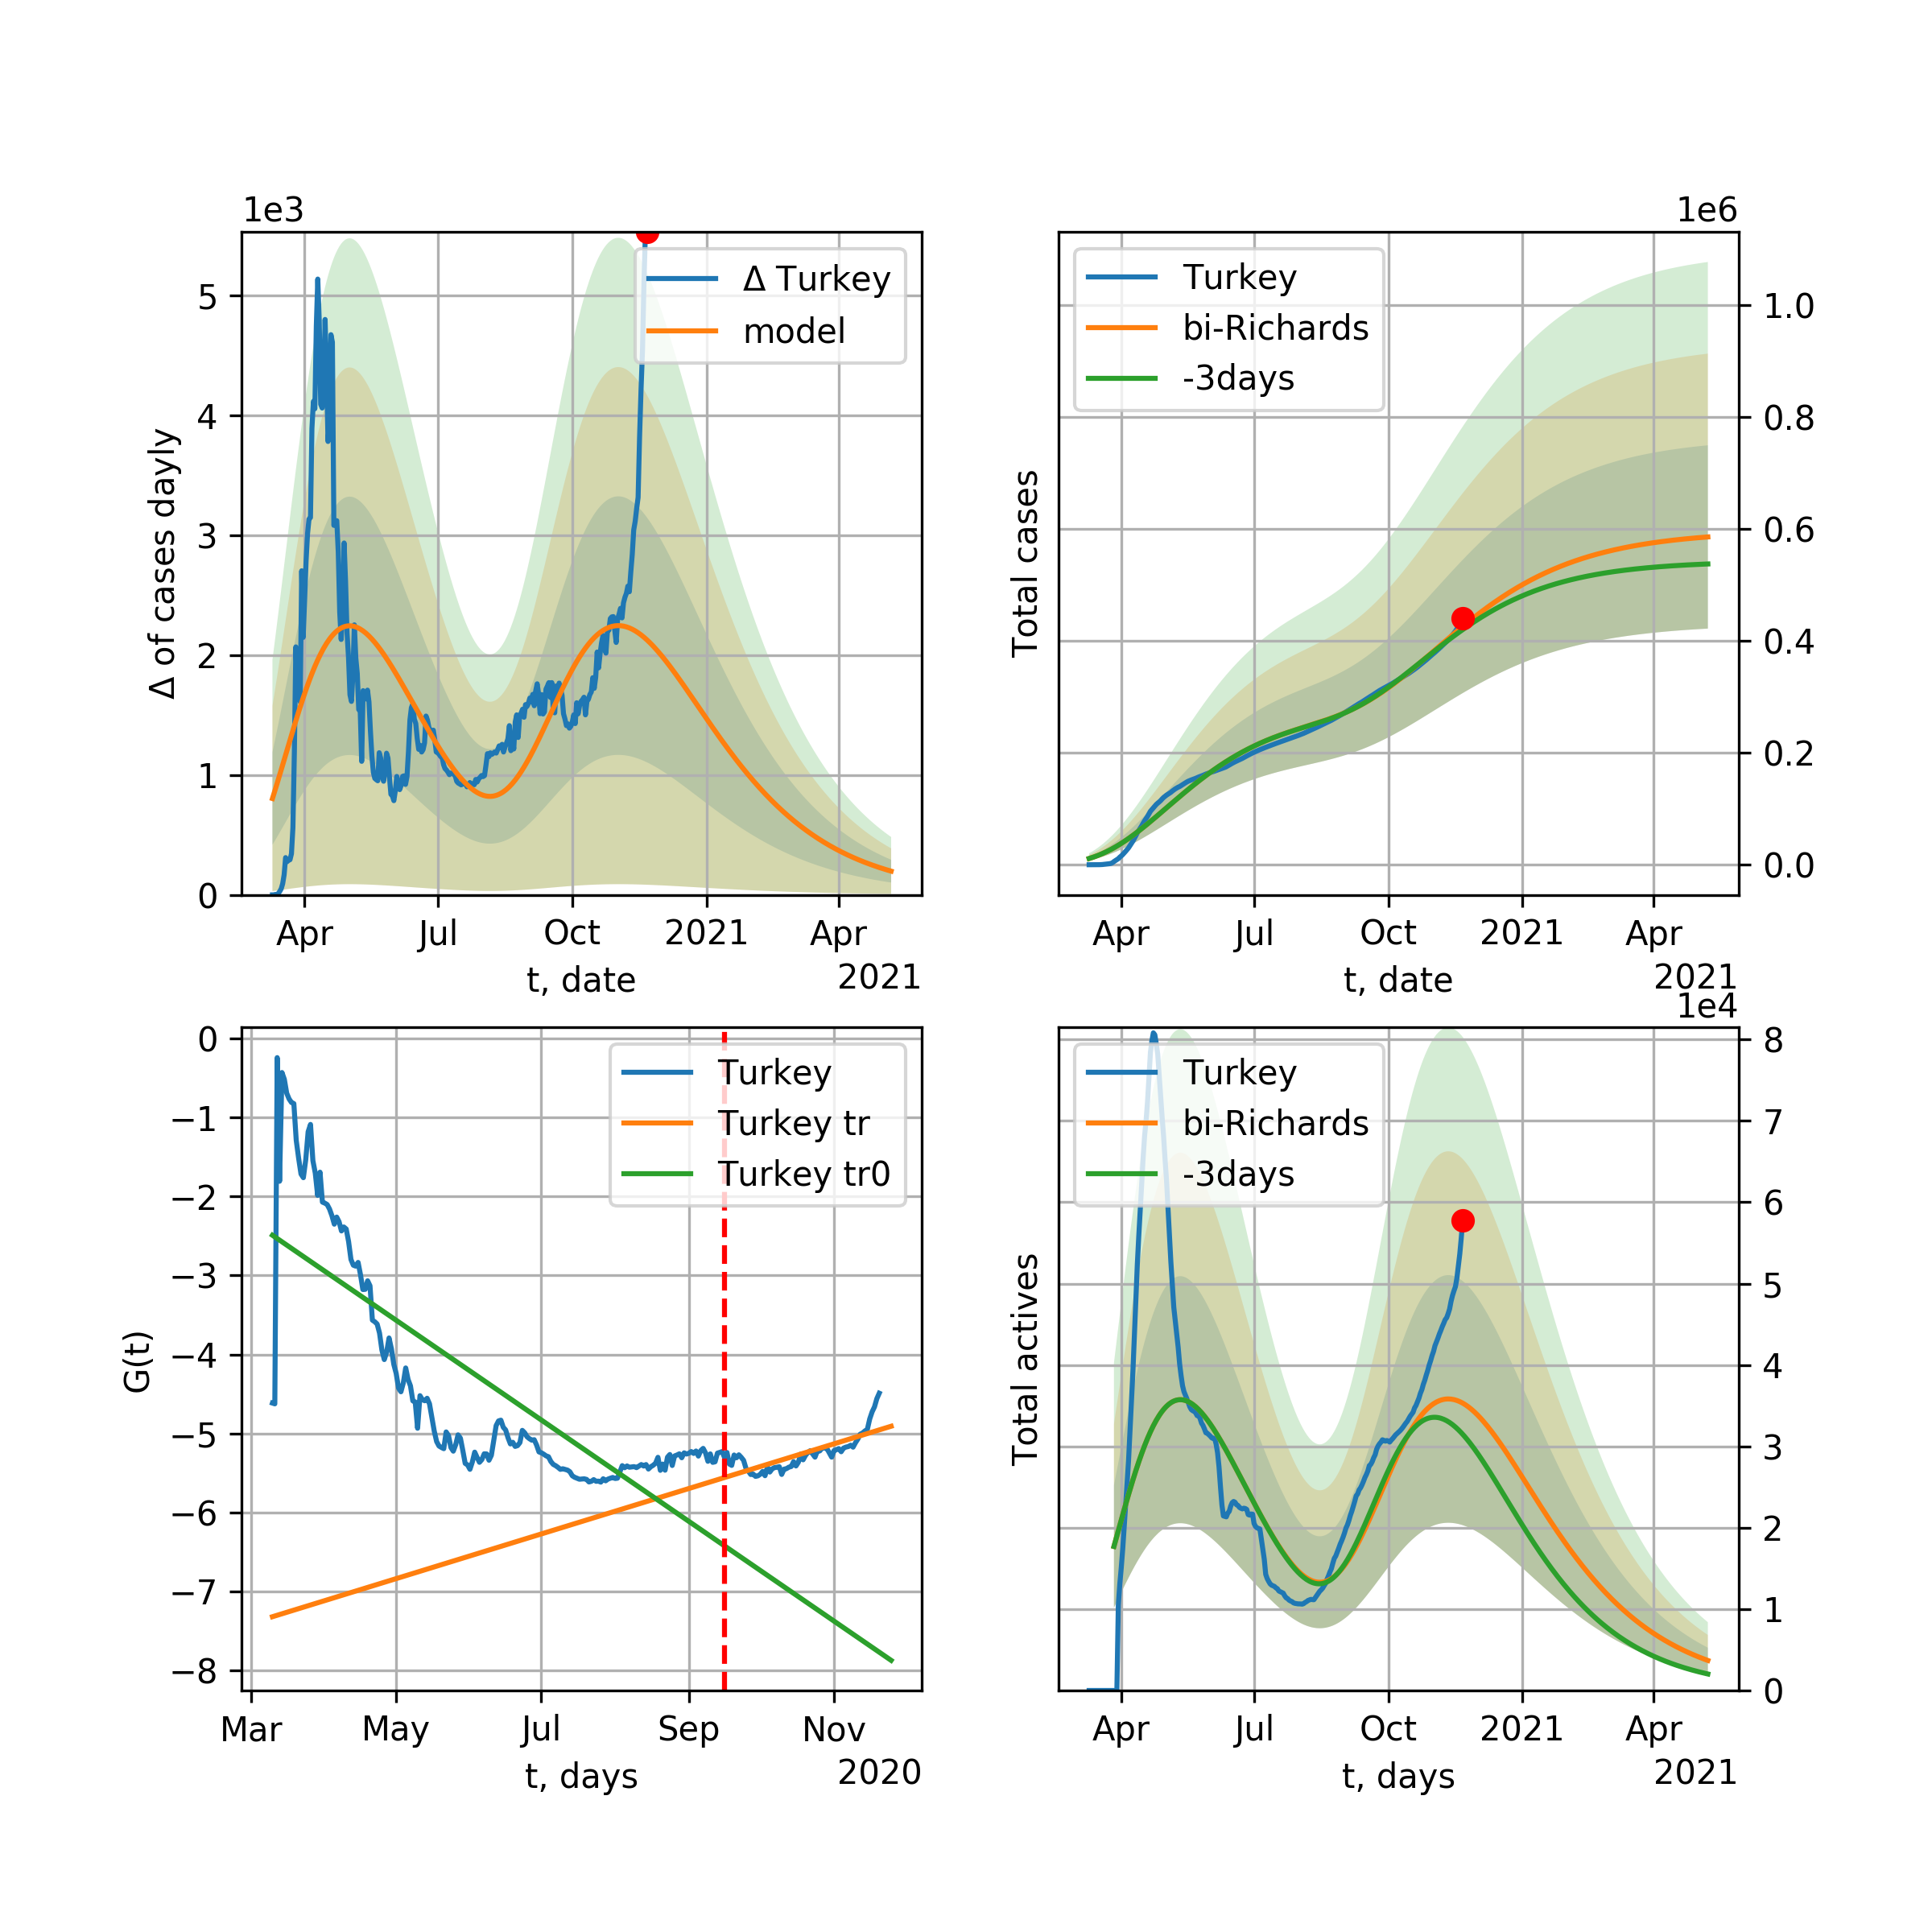 1e3
Δ of cases dayly
5
4
3
2
1
0
Δ Turkey
model
Apr Jul Oct 2021 Apr
t, date
2021
1e6
Total cases
Turkey
bi-Richards
-3days
1.0
0.8
0.6
0.4
0.2
0.0
Apr Jul Oct 2021 Apr
t, date
2021
G(t)
0
−1
−2
−3
−4
−5
−6
−7
−8
Turkey
Turkey tr
Turkey tr0
Mar May Jul Sep Nov
t, days
2020
1e4
Total actives
Turkey
bi-Richards
-3days
8
7
6
5
4
3
2
1
0
Apr Jul Oct 2021 Apr
t, days
2021